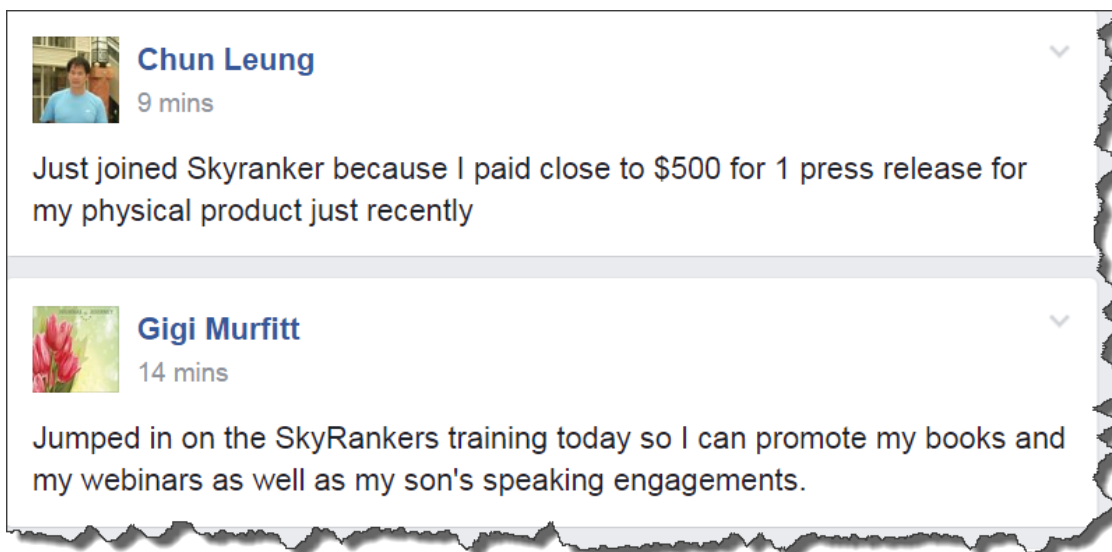 Chun Leung
9 mins
Just joined Skyranker because I paid close to $500 for 1 press release for
my physical product just recently
Gigi Murfitt
14 mins
Jumped in on the SkyRankers training today so I can promote my books and
my webinars as well as my son's speaking engagements.